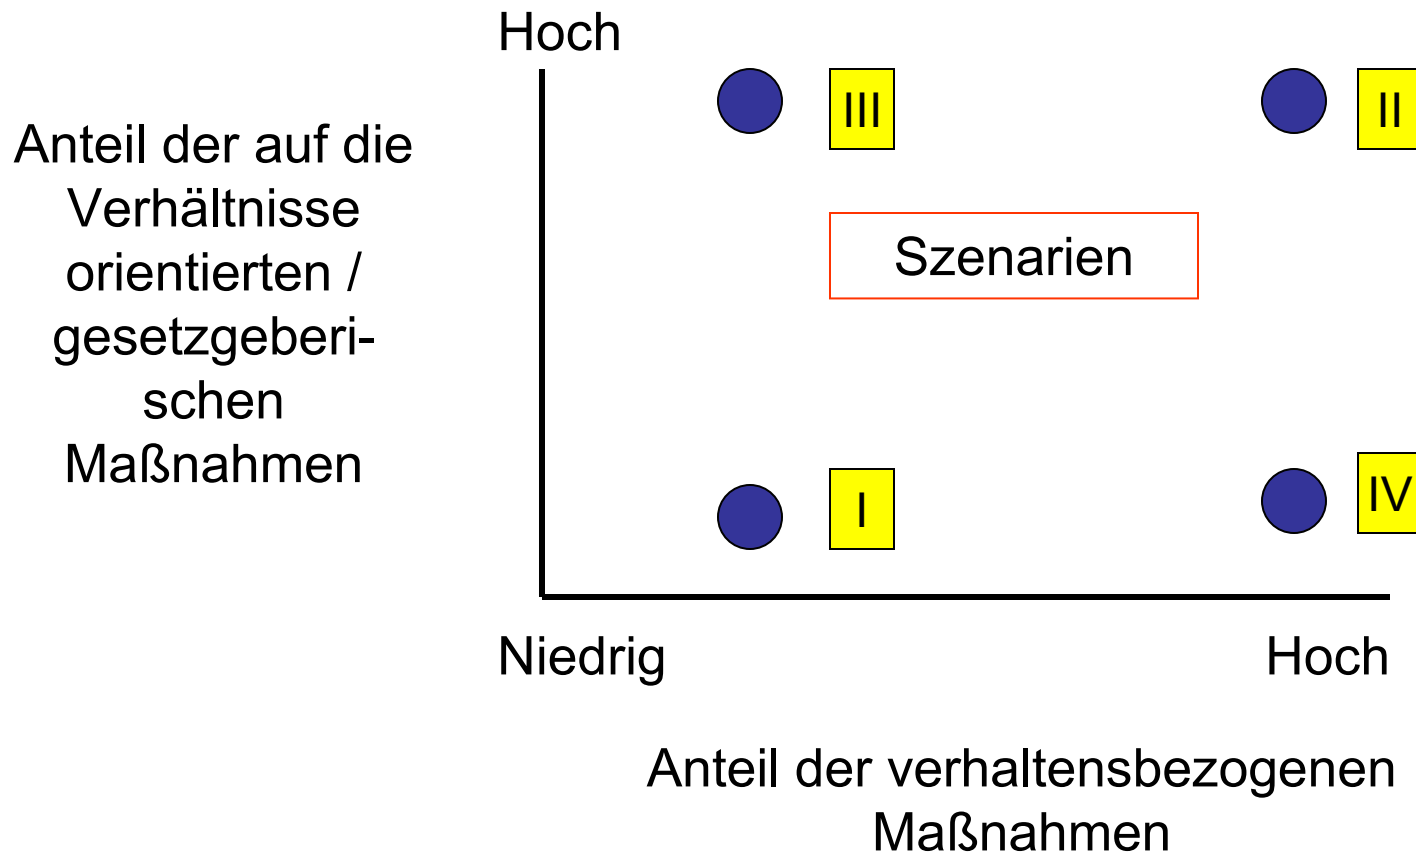 Hoch
Anteil der auf die
Verhältnisse
orientierten /
gesetzgeberi-
schen
Maßnahmen
III
II
Szenarien
I
IV
Niedrig
Hoch
Anteil der verhaltensbezogenen
Maßnahmen